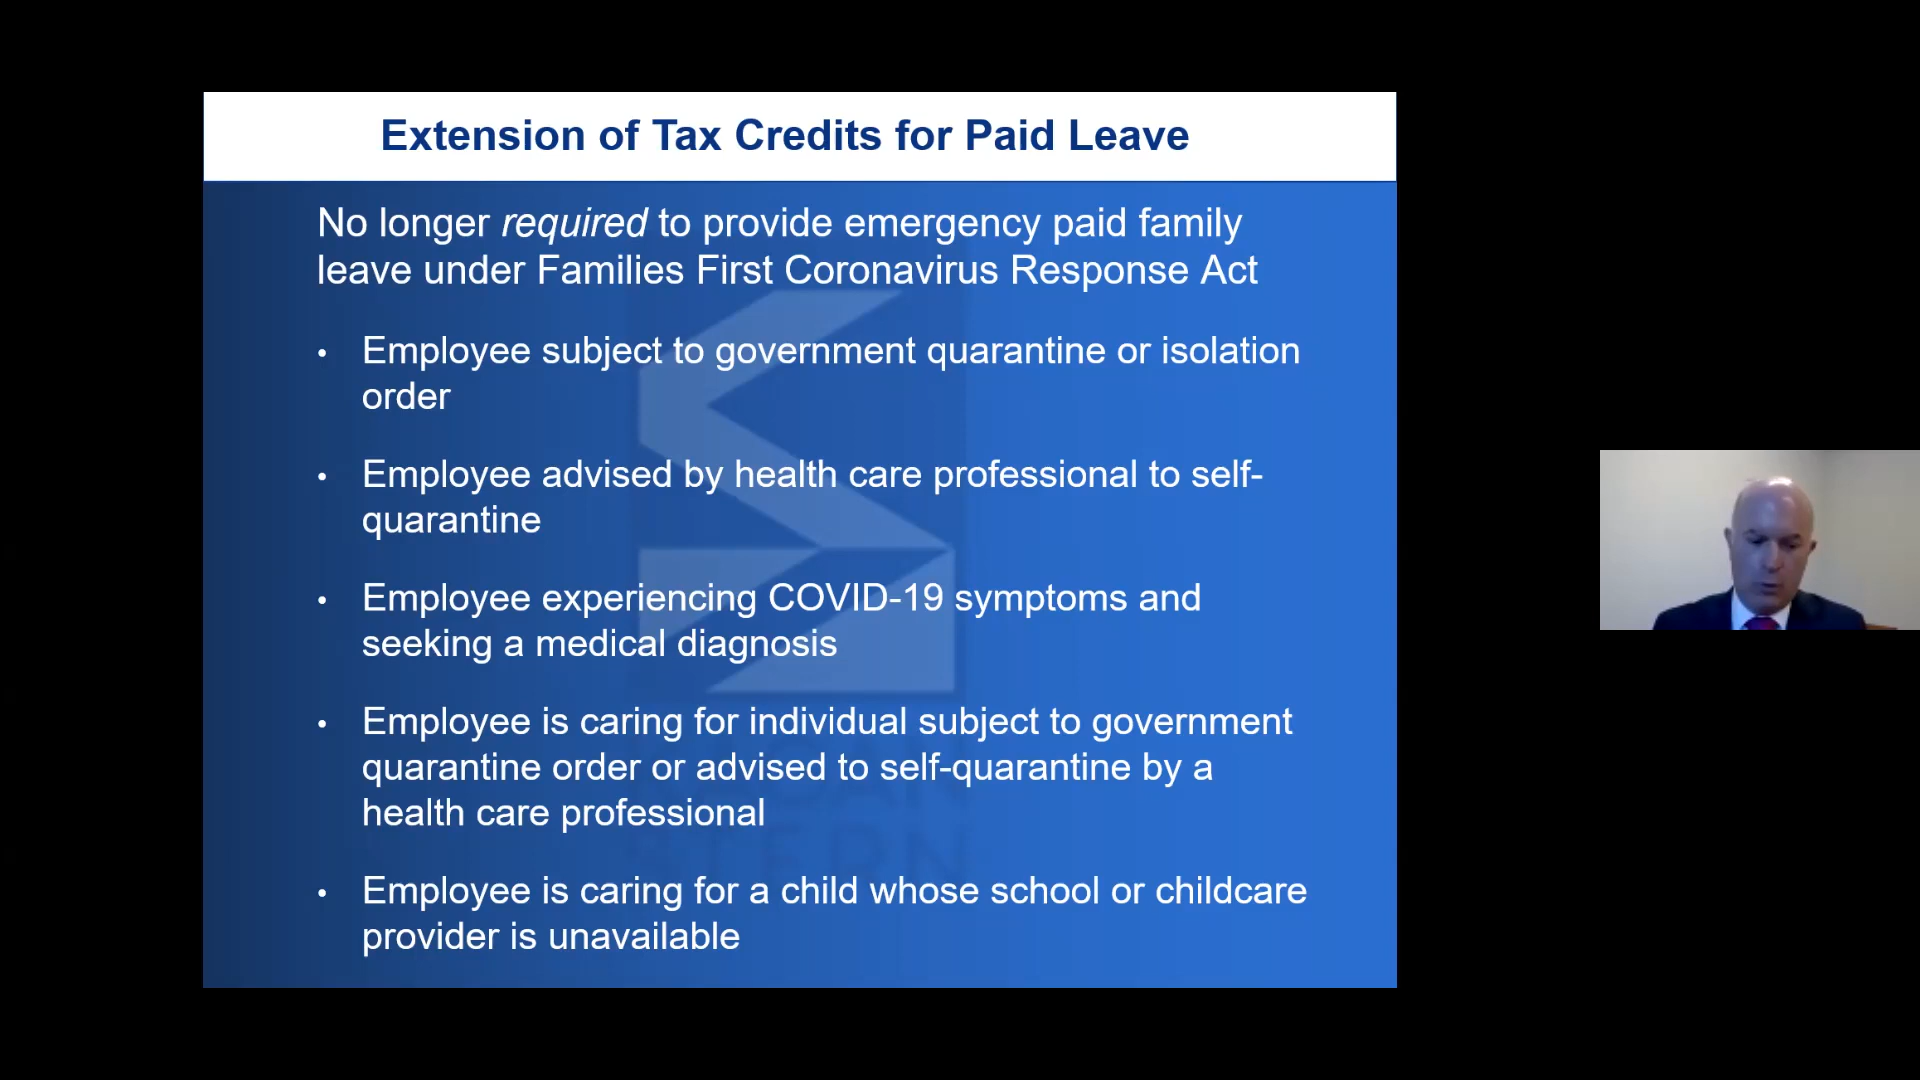 Extension of Tax Credits for Paid Leave
No longer required to provide emergency paid family
leave under Families First Coronavirus Response Act
• Employee subject to government quarantine or isolation
order
• Employee advised by health care professional to self-
quarantine
• Employee experiencing COVID-19 symptoms and
seeking a medical diagnosis
• Employee is caring for individual subject to government
quarantine order or advised to self-quarantine by a
health care professional
• Employee is caring for a child whose school or childcare
provider is unavailable